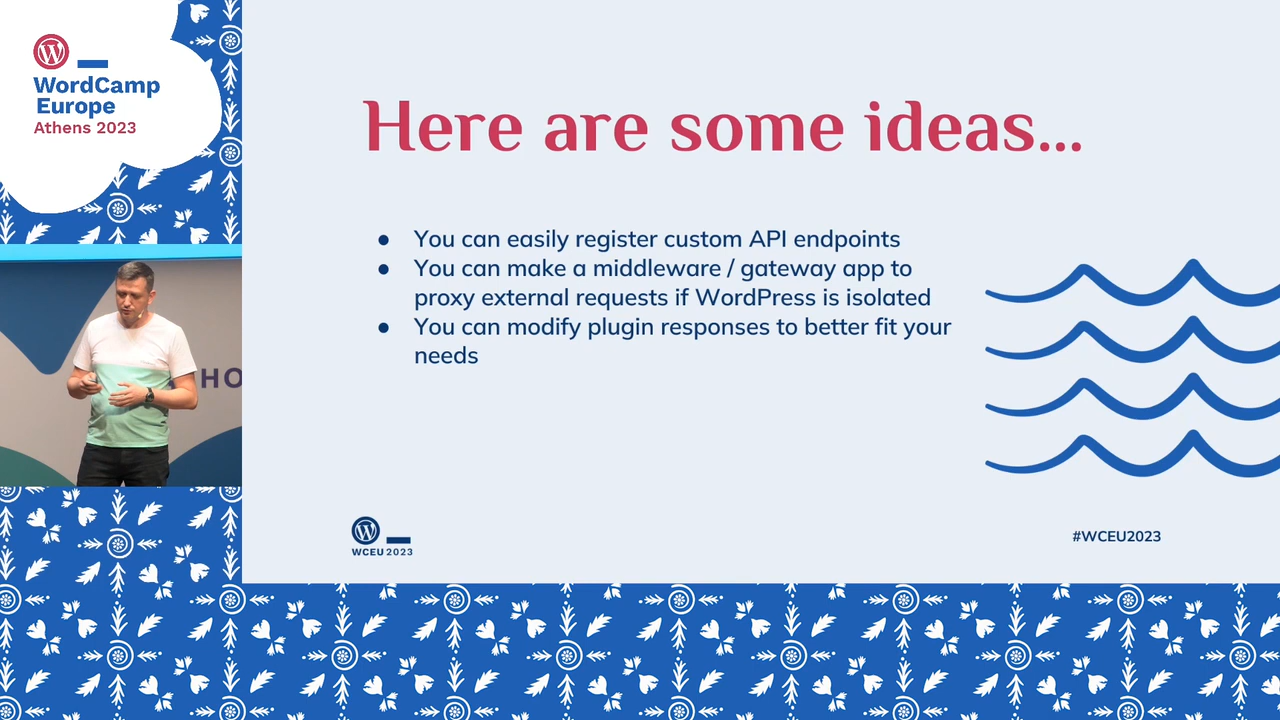 WordCamp
Europe
Athens 2023
Here are some ideas...
● You can easily register custom API endpoints
● You can make a middleware / gateway app to
proxy external requests if WordPress is isolated
● You can modify plugin responses to better fit your
needs
HO
WCEU 2023
#WCEU2023